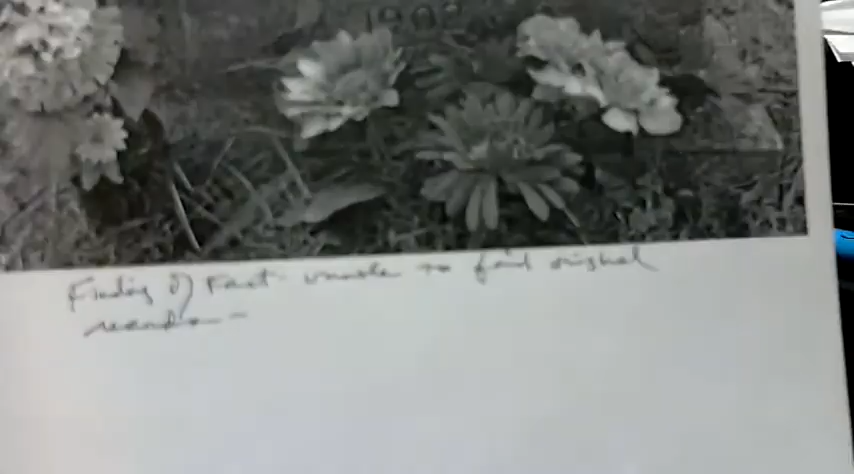 Finding of Fact - unable to find original
records -